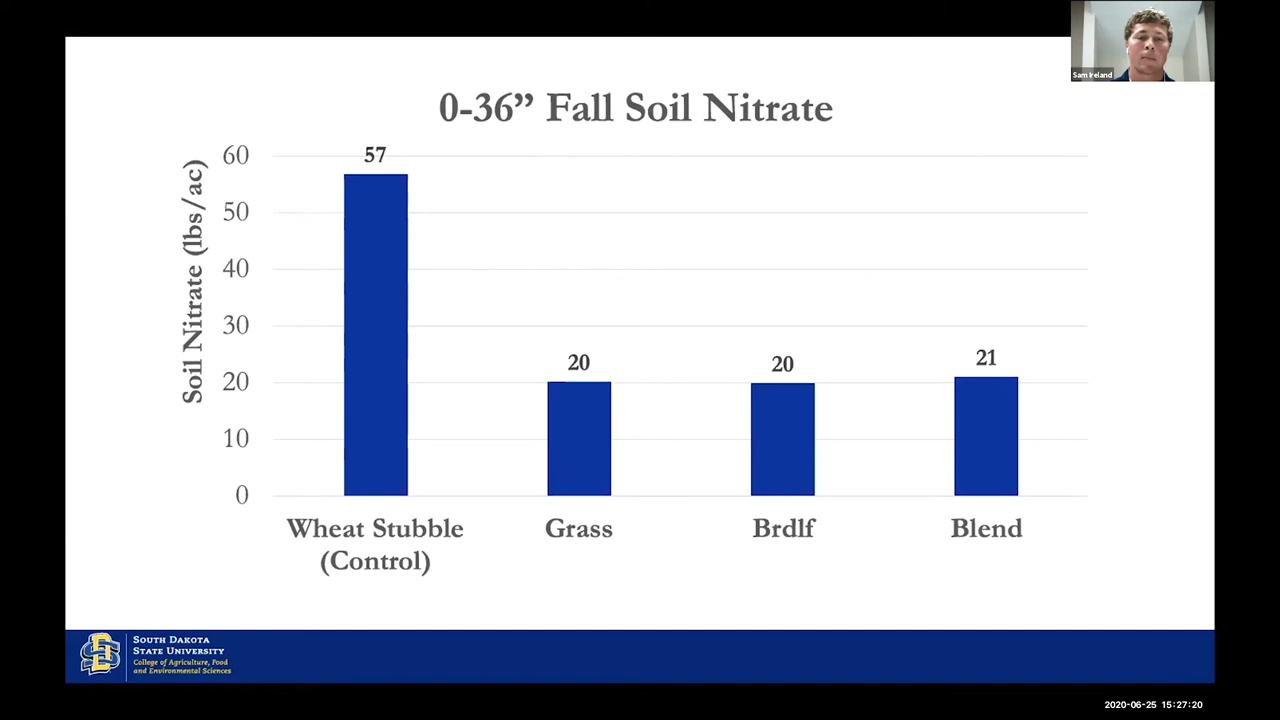 Sam Ireland
0-36” Fall Soil Nitrate
Soil Nitrate (lbs/ac)
60
50
40
30
20
10
0
57
20
20
21
Wheat Stubble
(Control)
Grass
Brdlf
Blend
South Dakota
State University
College of Agriculture, Food
and Environmental Sciences
2020-06-25 15:27:20